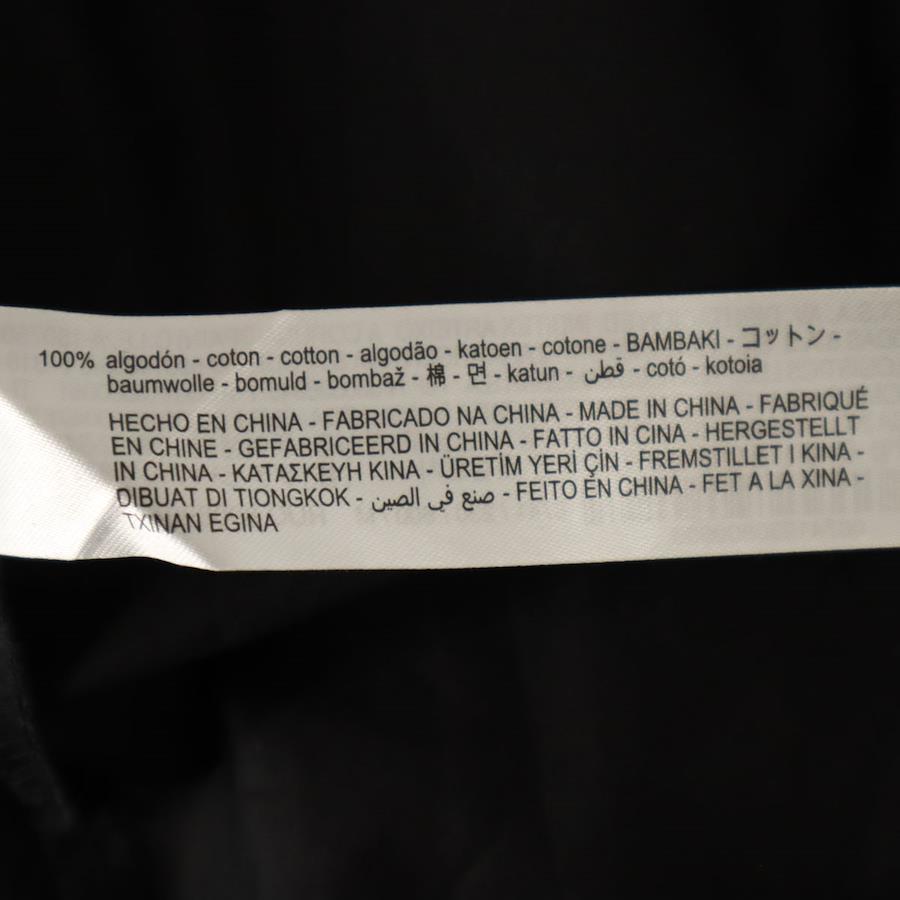 100% algodón - coton - cotton - algodão - katoen - cotone - BAMBAKI - コットン -
baumwolle - bomuld - bombaž - 棉 - 면 - katun - قطن - cotó - kotoia
HECHO EN CHINA - FABRICADO NA CHINA - MADE IN CHINA - FABRIQUÉ
EN CHINE - GEFABRICEERD IN CHINA - FATTO IN CINA - HERGESTELLT
IN CHINA - ΚΑΤΑΣΚΕΥΗ ΚΙΝΑ - ÜRETİM YERİ ÇİN - FREMSTILLET I KINA -
DIBUAT DI TIONGKOK - صنع في الصين - FEITO EN CHINA - FET A LA XINA -
TXINAN EGINA